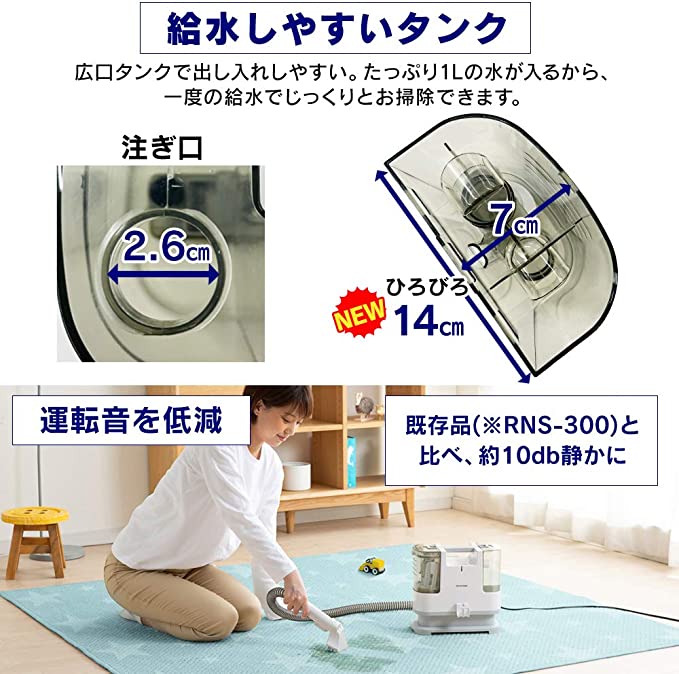 給水しやすいタンク
広口タンクで出し入れしやすい。たっぷり1Lの水が入るから、
一度の給水でじっくりとお掃除できます。
注ぎ口
2.6cm
7cm
ひろびろ
NEW
14cm
運転音を低減
既存品(※RNS-300)と
比べ、約10db静かに